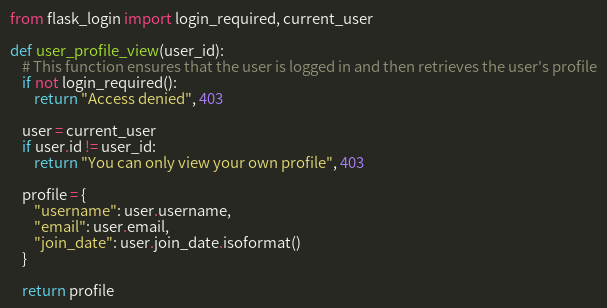 from flask_login import login_required, current_user

def user_profile_view(user_id):
    # This function ensures that the user is logged in and then retrieves the user's profile
    if not login_required():
        return "Access denied", 403

    user = current_user
    if user.id != user_id:
        return "You can only view your own profile", 403

    profile = {
        "username": user.username,
        "email": user.email,
        "join_date": user.join_date.isoformat()
    }

    return profile